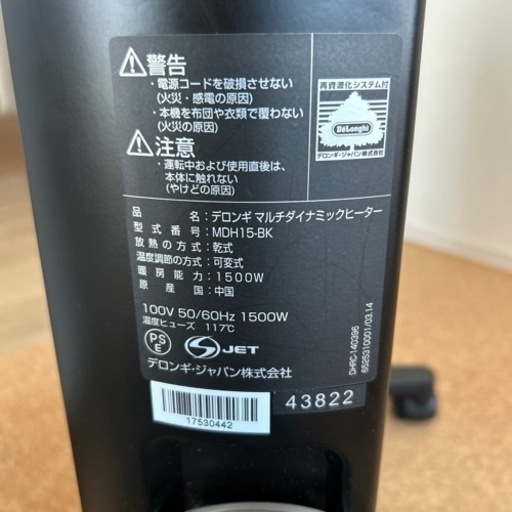 警告
・電源コードを破損させない
(火災・感電の原因)
・本機を布団や衣類で覆わない
(火災の原因)
注意
・運転中および使用直後は、
本体に触れない
(やけどの原因)
再資源化システム付
DeLonghi
デロンギ・ジャパン株式会社
品名:デロンギ マルチダイナミックヒーター
型式番号:MDH15-BK
放熱の方式:乾式
温度調節の方式:可変式
暖房能力:1500W
原産国:中国
100V 50/60Hz 1500W
温度ヒューズ 117℃
PSE
JET
デロンギ・ジャパン株式会社
DHRC-140396
6525310001/03.14
17530442
43822